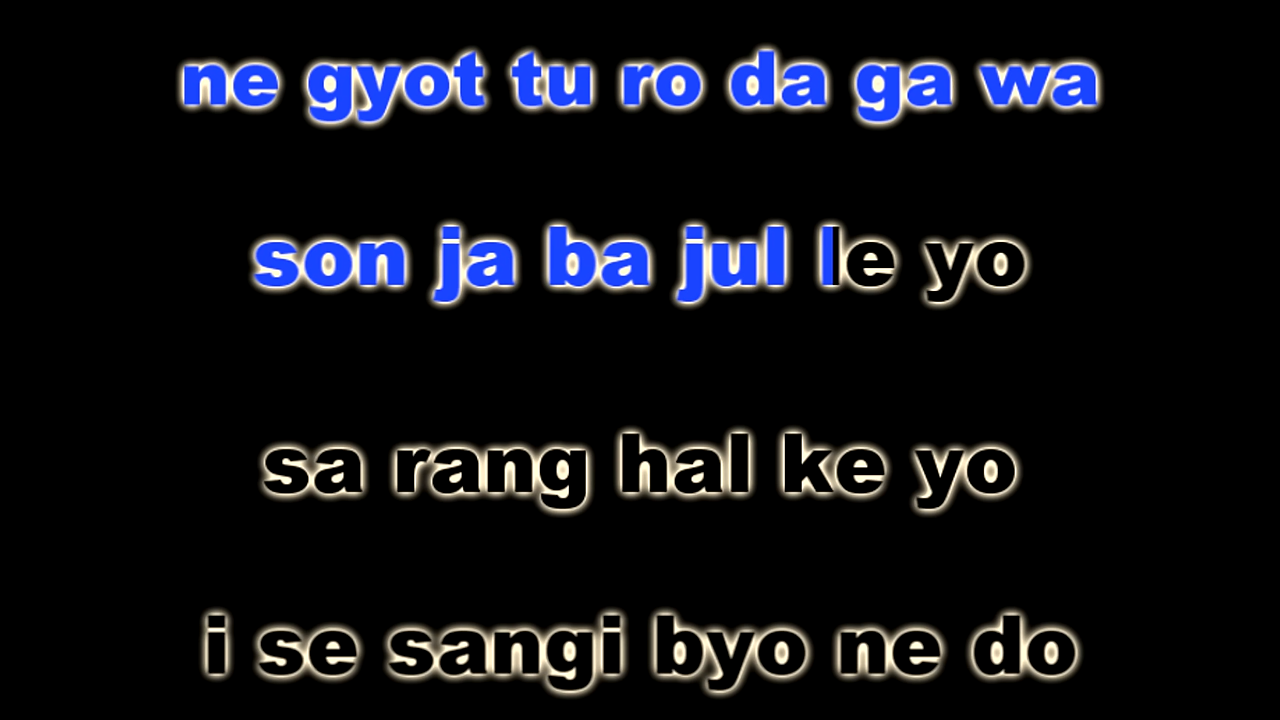 ne gyot tu ro da ga wa
son ja ba jul le yo
sa rang hal ke yo
i se sangi byo ne do